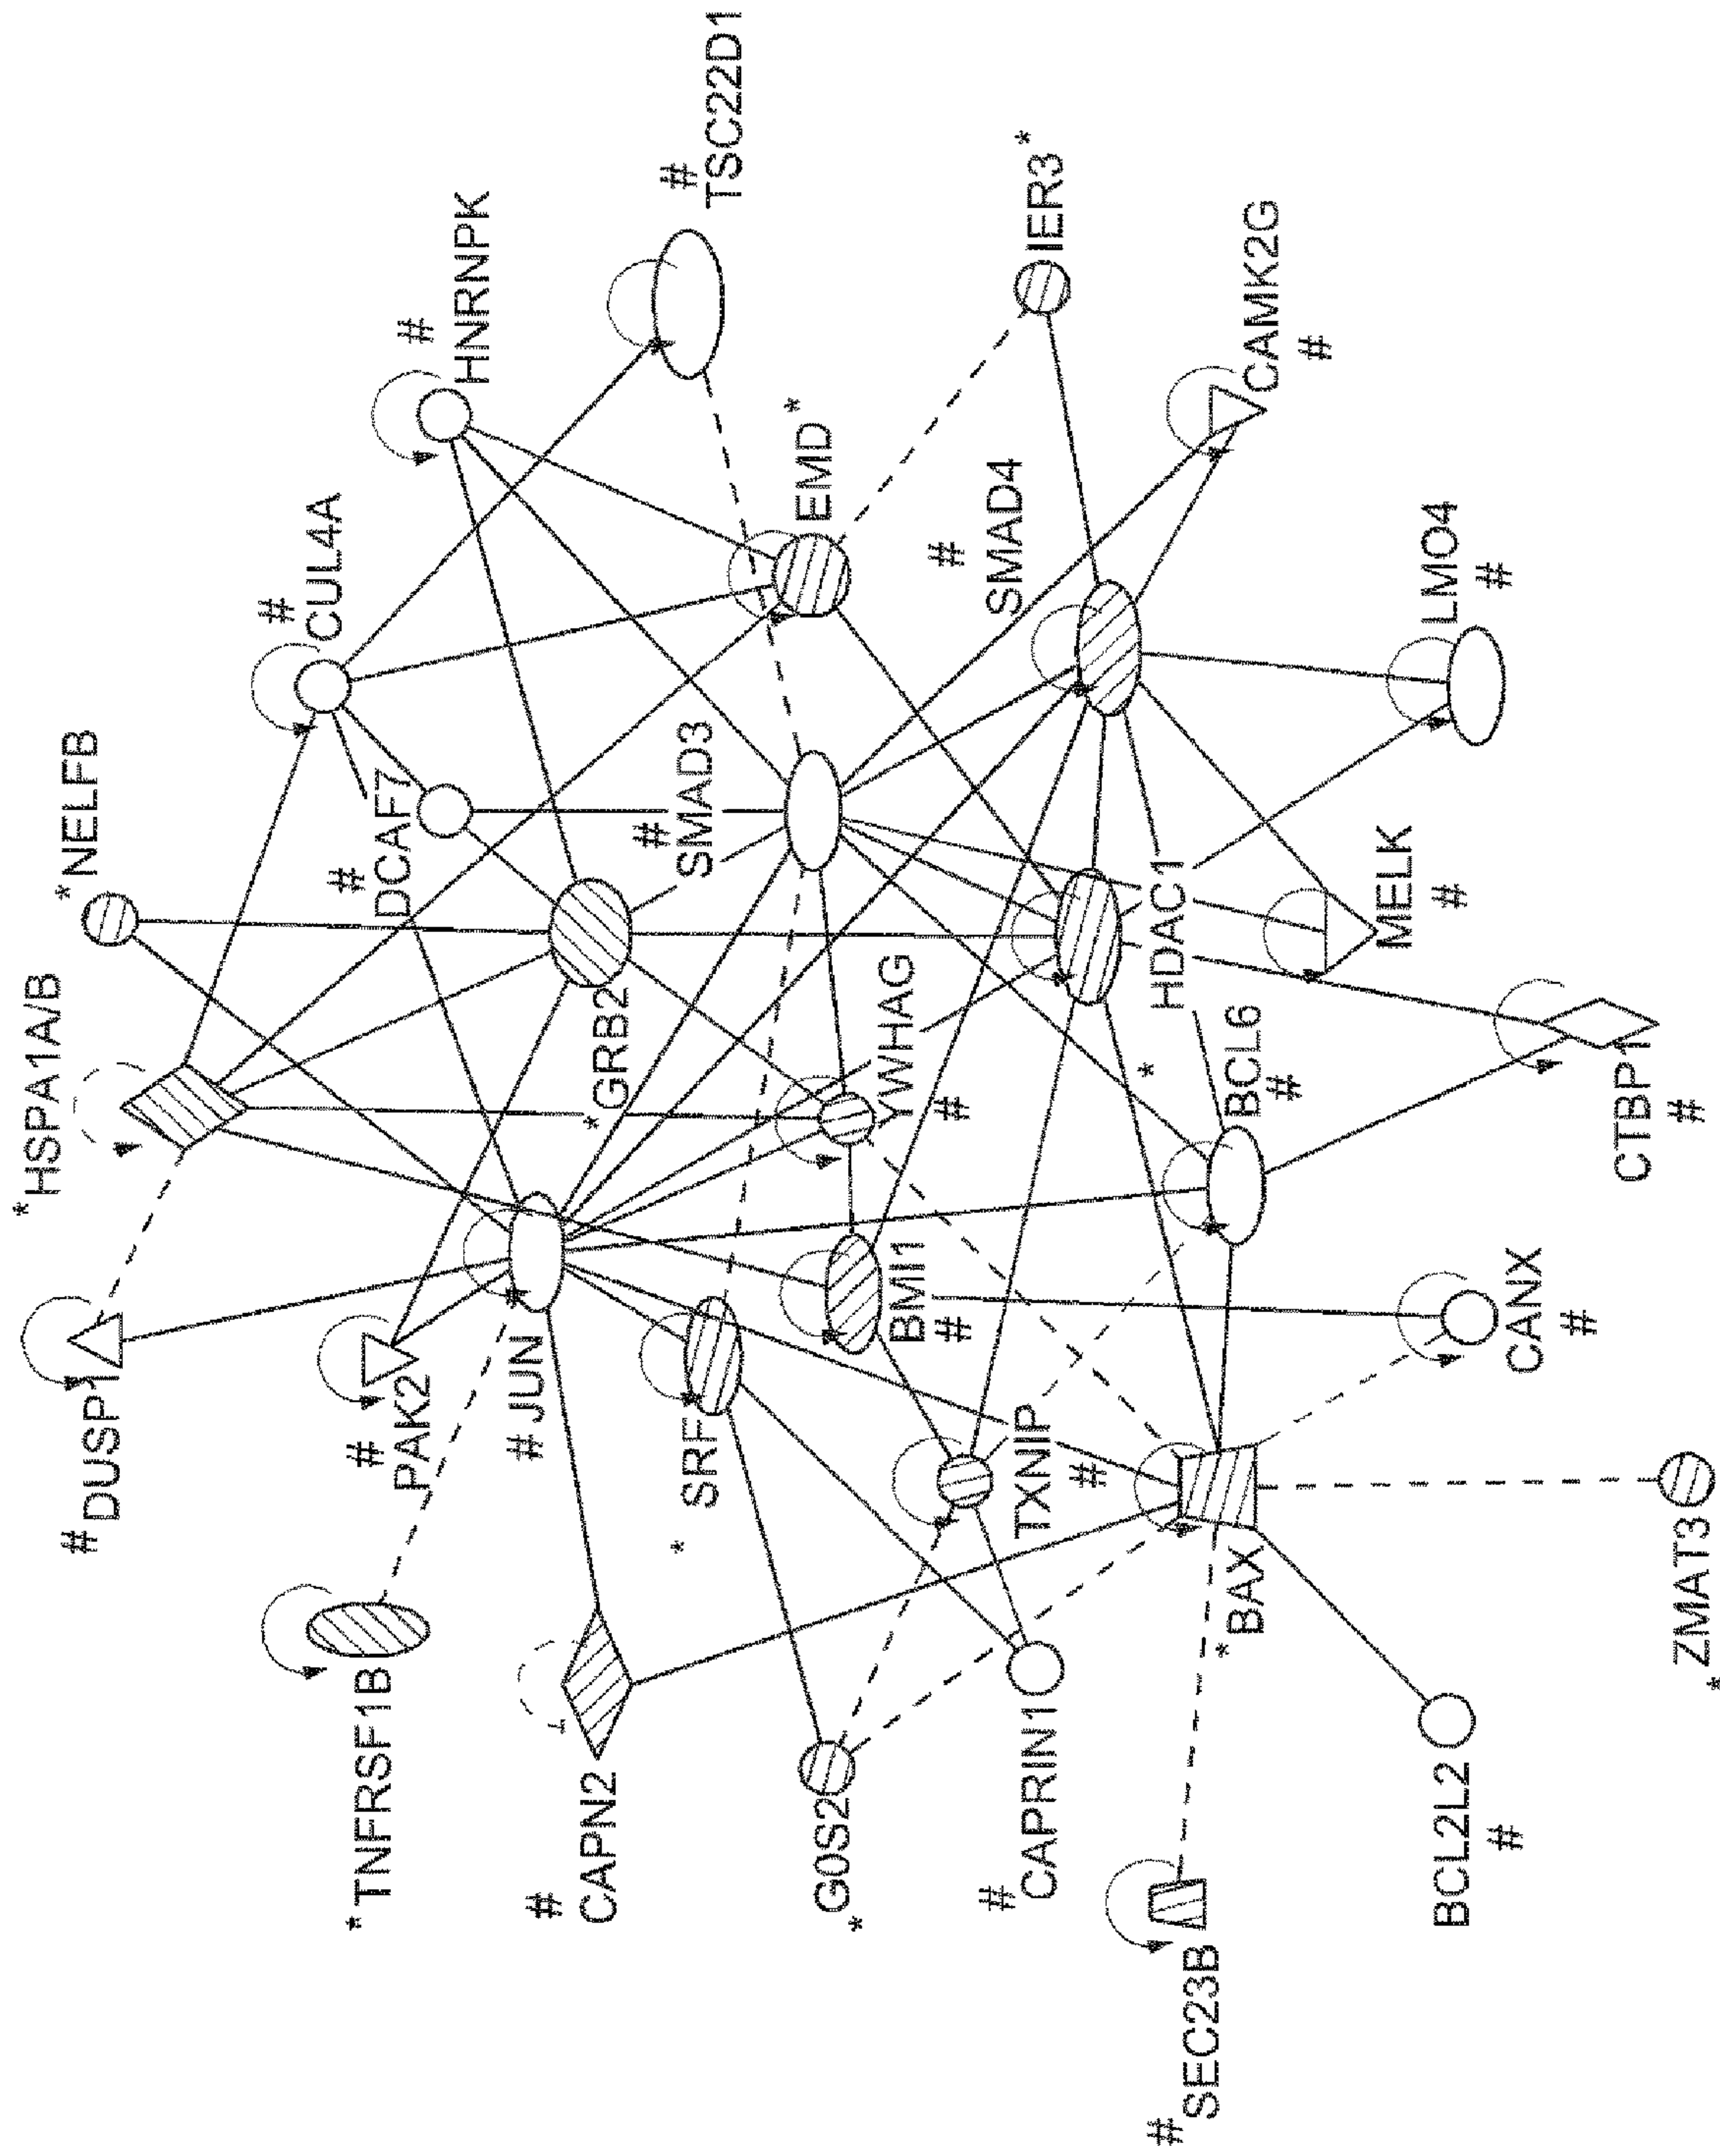 *HSPA1A/B
*NELFB
# CUL4A
# HNRNPK
# TSC22D1
# DUSP1
# PAK2
*TNFRSF1B
# DCAF7
*GRB2
# SMAD3
EMD*
# JUN
# CAPN2
SRF
*
YWHAG
#
# SMAD4
IER3*
G0S2
*
BMI1
#
# CAPRIN1
TXNIP
#
HDAC1
*
BCL6
#
CAMK2G
#
# SEC23B
*BAX
MELK
#
LMO4
#
BCL2L2
#
CANX
#
CTBP1
#
*ZMAT3